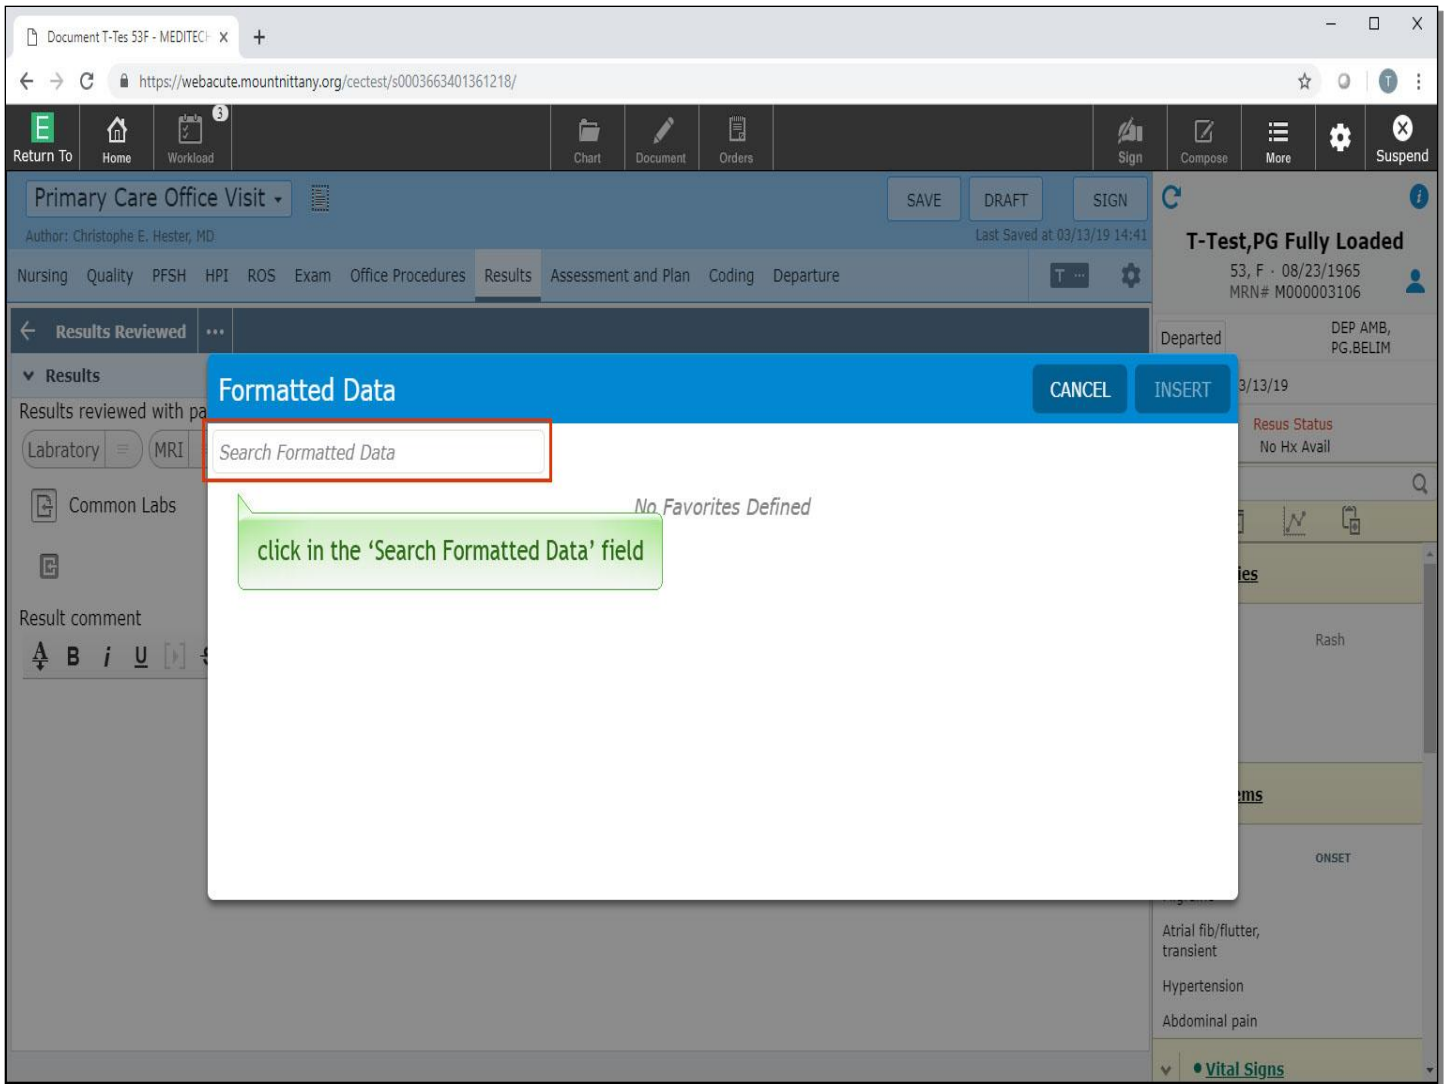 Document T-Tes 53F - MEDITECH
https://webacute.mountnittany.org/cectest/s0003663401361218/
E
3
Return To
Home
Workload
Chart
Document
Orders
Sign
Compose
More
Suspend
Primary Care Office Visit
SAVE
DRAFT
SIGN
Author: Christophe E. Hester, MD
Last Saved at 03/13/19 14:41
Nursing Quality PFSH HPI ROS Exam Office Procedures Results Assessment and Plan Coding Departure
T ...
T-Test,PG Fully Loaded
53, F · 08/23/1965
MRN# M000003106
Departed
DEP AMB,
PG.BELIM
3/13/19
Resus Status
No Hx Avail
Results Reviewed
Results
Results reviewed with pa
Labratory
MRI
Common Labs
Result comment
A B i U
Formatted Data
CANCEL
INSERT
Search Formatted Data
No Favorites Defined
click in the ‘Search Formatted Data’ field
ies
Rash
ems
ONSET
Atrial fib/flutter,
transient
Hypertension
Abdominal pain
Vital Signs